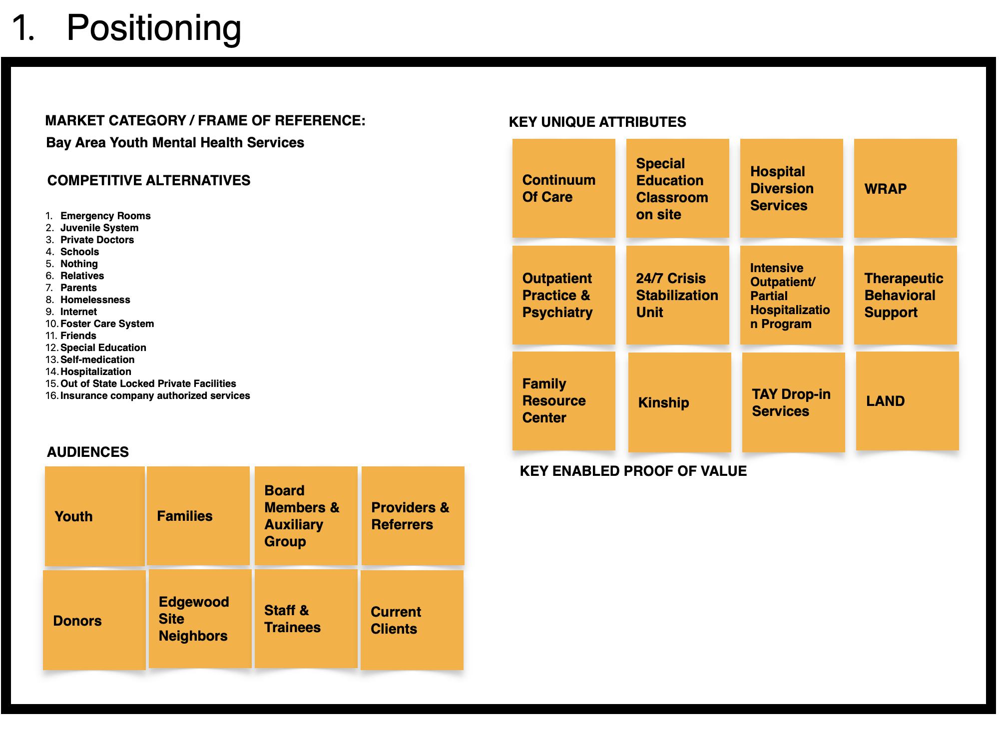 1. Positioning
MARKET CATEGORY / FRAME OF REFERENCE:
Bay Area Youth Mental Health Services
COMPETITIVE ALTERNATIVES
1. Emergency Rooms
2. Juvenile System
3. Private Doctors
4. Schools
5. Nothing
6. Relatives
7. Parents
8. Homelessness
9. Internet
10. Foster Care System
11. Friends
12. Special Education
13. Self-medication
14. Hospitalization
15. Out of State Locked Private Facilities
16. Insurance company authorized services
AUDIENCES
Youth
Families
Board
Members &
Auxiliary
Group
Providers &
Referrers
Donors
Edgewood
Site
Neighbors
Staff &
Trainees
Current
Clients
KEY UNIQUE ATTRIBUTES
Continuum
Of Care
Special
Education
Classroom
on site
Hospital
Diversion
Services
WRAP
Outpatient
Practice &
Psychiatry
24/7 Crisis
Stabilization
Unit
Intensive
Outpatient/
Partial
Hospitalizatio
n Program
Therapeutic
Behavioral
Support
Family
Resource
Center
Kinship
TAY Drop-in
Services
LAND
KEY ENABLED PROOF OF VALUE